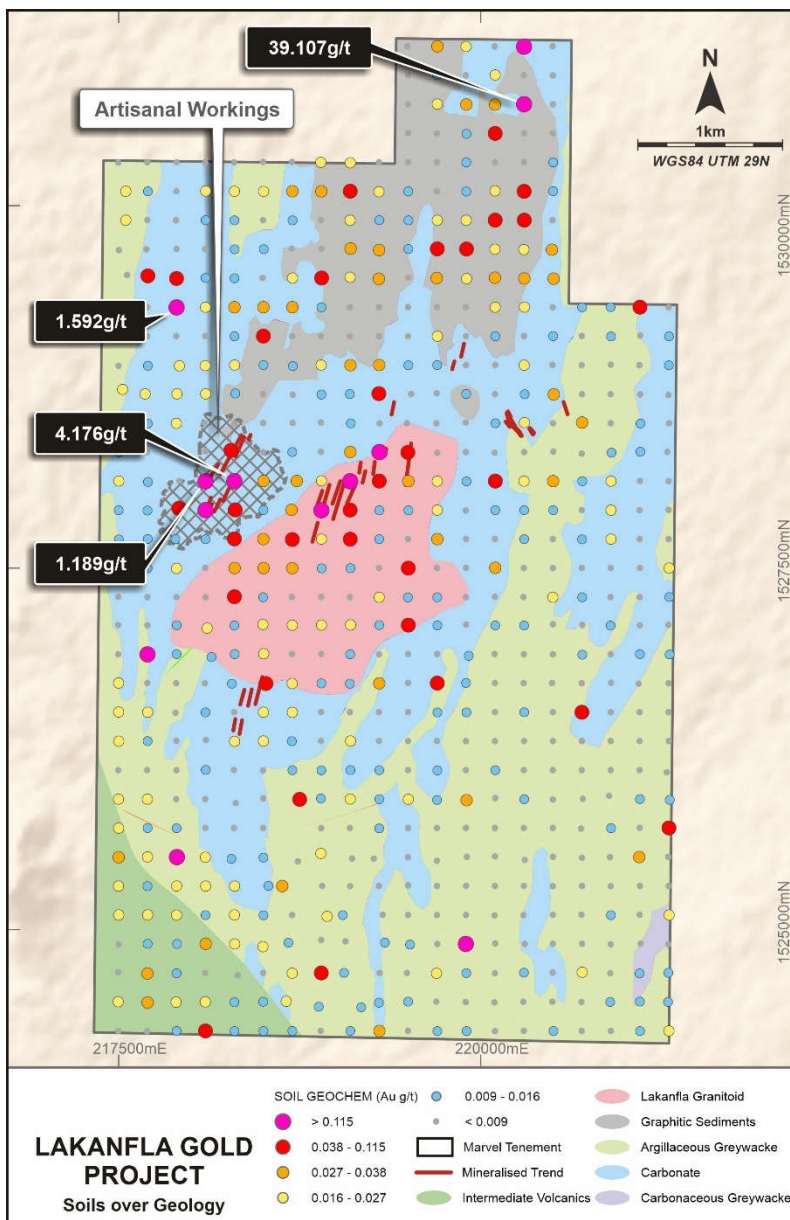 39.107g/t
Artisanal Workings
N
1km
WGS84 UTM 29N
1530000mN
1.592g/t
4.176g/t
1.189g/t
1527500mN
1525000mN
217500mE
220000mE
LAKANFLA GOLD
PROJECT
Soils over Geology
SOIL GEOCHEM (Au g/t)
> 0.115
0.038 - 0.115
0.027 - 0.038
0.016 - 0.027
0.009 - 0.016
< 0.009
Marvel Tenement
Mineralised Trend
Intermediate Volcanics
Lakanfla Granitoid
Graphitic Sediments
Argillaceous Greywacke
Carbonate
Carbonaceous Greywacke